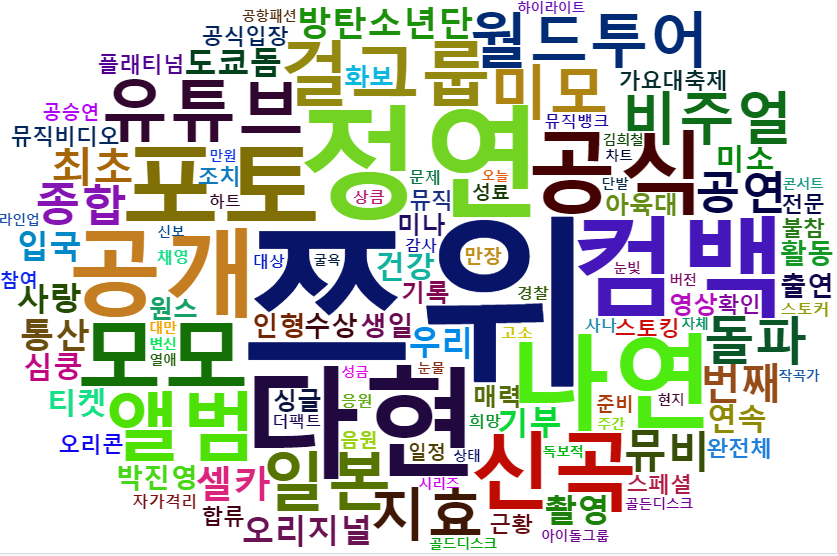 하이라이트
공항패션
방탄소년단
공식입장
월드투어
걸그룹
플래티넘
도쿄돔
화보
미모
가요대축제
유튜브
비주얼
공승연
뮤직비디오
정연
뮤직뱅크
김희철
공식
최초
포토
만원
조치
문제
오늘
차트
미소
종합
하트
상큼
뮤직
성료
단발
아육대
공연
콘서트
전문
라인업
신보
미나
감사
컴백
불참
입국
공개
채영
쯔위
대상
굴욕
건강
만장
눈빛
활동
참여
버전
출연
사랑
원스
기록
경찰
영상
확인
스토커
통산
대만
변신
열애
인형
수상
생일
우리
고소
사나
스토킹
자체
돌파
심쿵
모모
성금
눈물
나연
작곡가
번째
티켓
앨범
싱글
더팩트
응원
다현
매력
희망
기부
준비
주간
현지
연속
오리콘
음원
일정
상태
독보적
뮤비
완전체
박진영
셀카
일본
시리즈
신곡
스페셜
자가격리
합류
오리지널
지효
근황
촬영
골든디스크
골드디스크
아이돌그룹